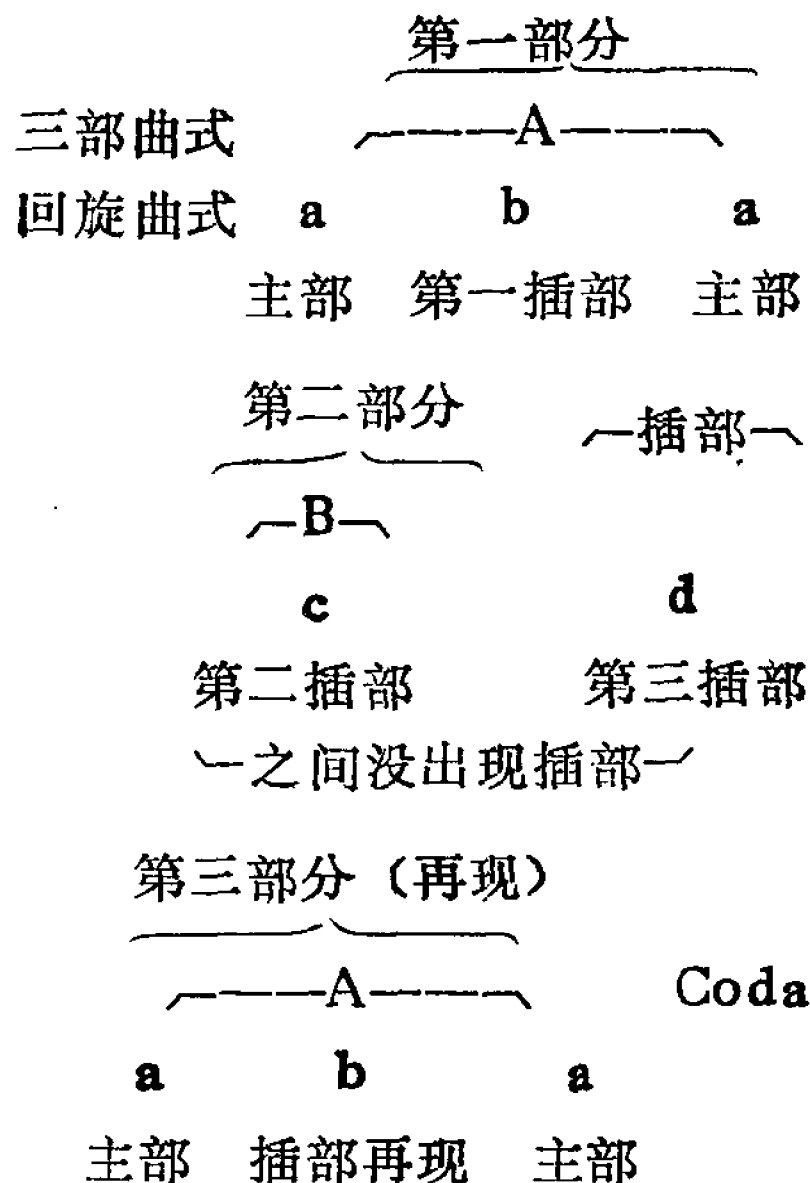 第一部分
三部曲式 A
回旋曲式 a b a
主部 第一插部 主部
第二部分 插部
B
c d
第二插部 第三插部
之间没出现插部
第三部分（再现）
A Coda
a b a
主部 插部再现 主部